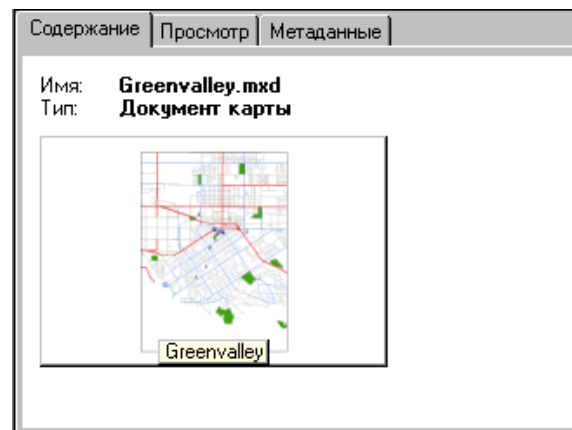 Содержание Просмотр Метаданные
Имя: Greenvalley.mxd
Тип: Документ карты
Greenvalley